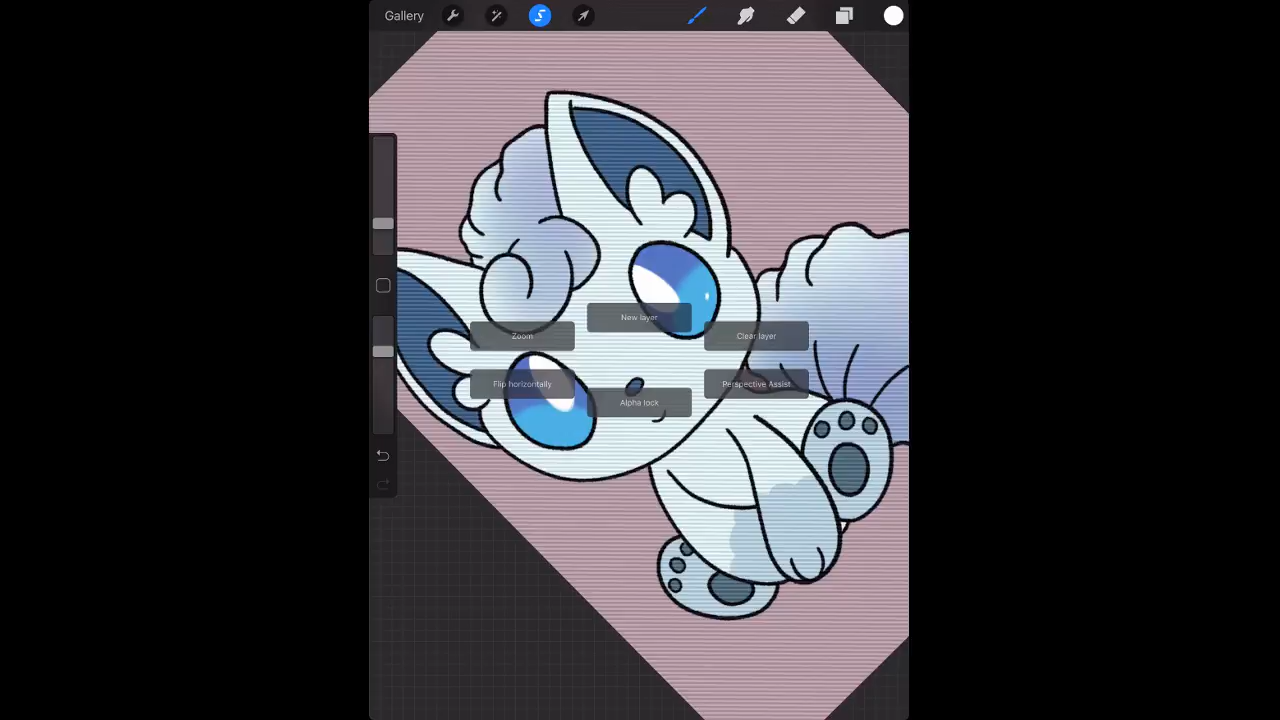 Gallery
New layer
Zoom
Clear layer
Flip horizontally
Perspective Assist
Alpha lock